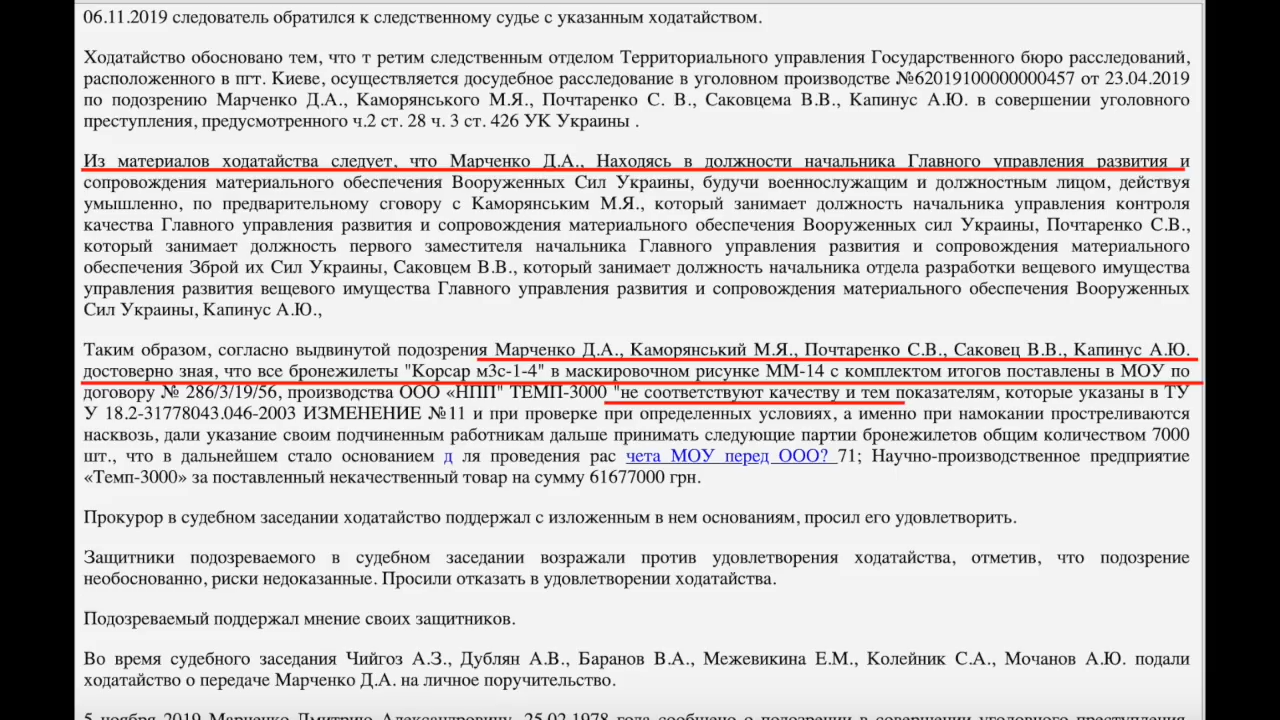 06.11.2019 следователь обратился к следственному судье с указанным ходатайством.
Ходатайство обосновано тем, что т ретим следственным отделом Территориального управления Государственного бюро расследований,
расположенного в пгт. Киеве, осуществляется досудебное расследование в уголовном производстве №62019100000000457 от 23.04.2019
по подозрению Марченко Д.А., Каморянського М.Я., Почтаренко С. В., Саковцема В.В., Капинус А.Ю. в совершении уголовного
преступления, предусмотренного ч.2 ст. 28 ч. 3 ст. 426 УК Украины .
Из материалов ходатайства следует, что Марченко Д.А., Находясь в должности начальника Главного управления развития и
сопровождения материального обеспечения Вооруженных Сил Украины, будучи военнослужащим и должностным лицом, действуя
умышленно, по предварительному сговору с Каморянським М.Я., который занимает должность начальника управления контроля
качества Главного управления развития и сопровождения материального обеспечения Вооруженных сил Украины, Почтаренко С.В.,
который занимает должность первого заместителя начальника Главного управления развития и сопровождения материального
обеспечения Зброй их Сил Украины, Саковцем В.В., который занимает должность начальника отдела разработки вещевого имущества
управления развития вещевого имущества Главного управления развития и сопровождения материального обеспечения Вооруженных
Сил Украины, Капинус А.Ю.,
Таким образом, согласно выдвинутой подозрения Марченко Д.А., Каморянський М.Я., Почтаренко С.В., Саковец В.В., Капинус А.Ю.
достоверно зная, что все бронежилеты "Корсар м3с-1-4" в маскировочном рисунке ММ-14 с комплектом итогов поставлены в МОУ по
договору № 286/3/19/56, производства ООО «НПП" ТЕМП-3000 "не соответствуют качеству и тем показателям, которые указаны в ТУ
У 18.2-31778043.046-2003 ИЗМЕНЕНИЕ №11 и при проверке при определенных условиях, а именно при намокании простреливаются
насквозь, дали указание своим подчиненным работникам дальше принимать следующие партии бронежилетов общим количеством 7000
шт., что в дальнейшем стало основанием д ля проведения рас чета МОУ перед ООО? 71; Научно-производственное предприятие
«Темп-3000» за поставленный некачественный товар на сумму 61677000 грн.
Прокурор в судебном заседании ходатайство поддержал с изложенным в нем основаниям, просил его удовлетворить.
Защитники подозреваемого в судебном заседании возражали против удовлетворения ходатайства, отметив, что подозрение
необоснованно, риски недоказанные. Просили отказать в удовлетворении ходатайства.
Подозреваемый поддержал мнение своих защитников.
Во время судебного заседания Чийгоз А.З., Дублян А.В., Баранов В.А., Межевикина Е.М., Колейник С.А., Мочанов А.Ю. подали
ходатайство о передаче Марченко Д.А. на личное поручительство.
5 ноября 2019 Марченко Дмитрию Александровичу, 25.02.1978 года сообщено о подозрении в совершении уголовного преступления,